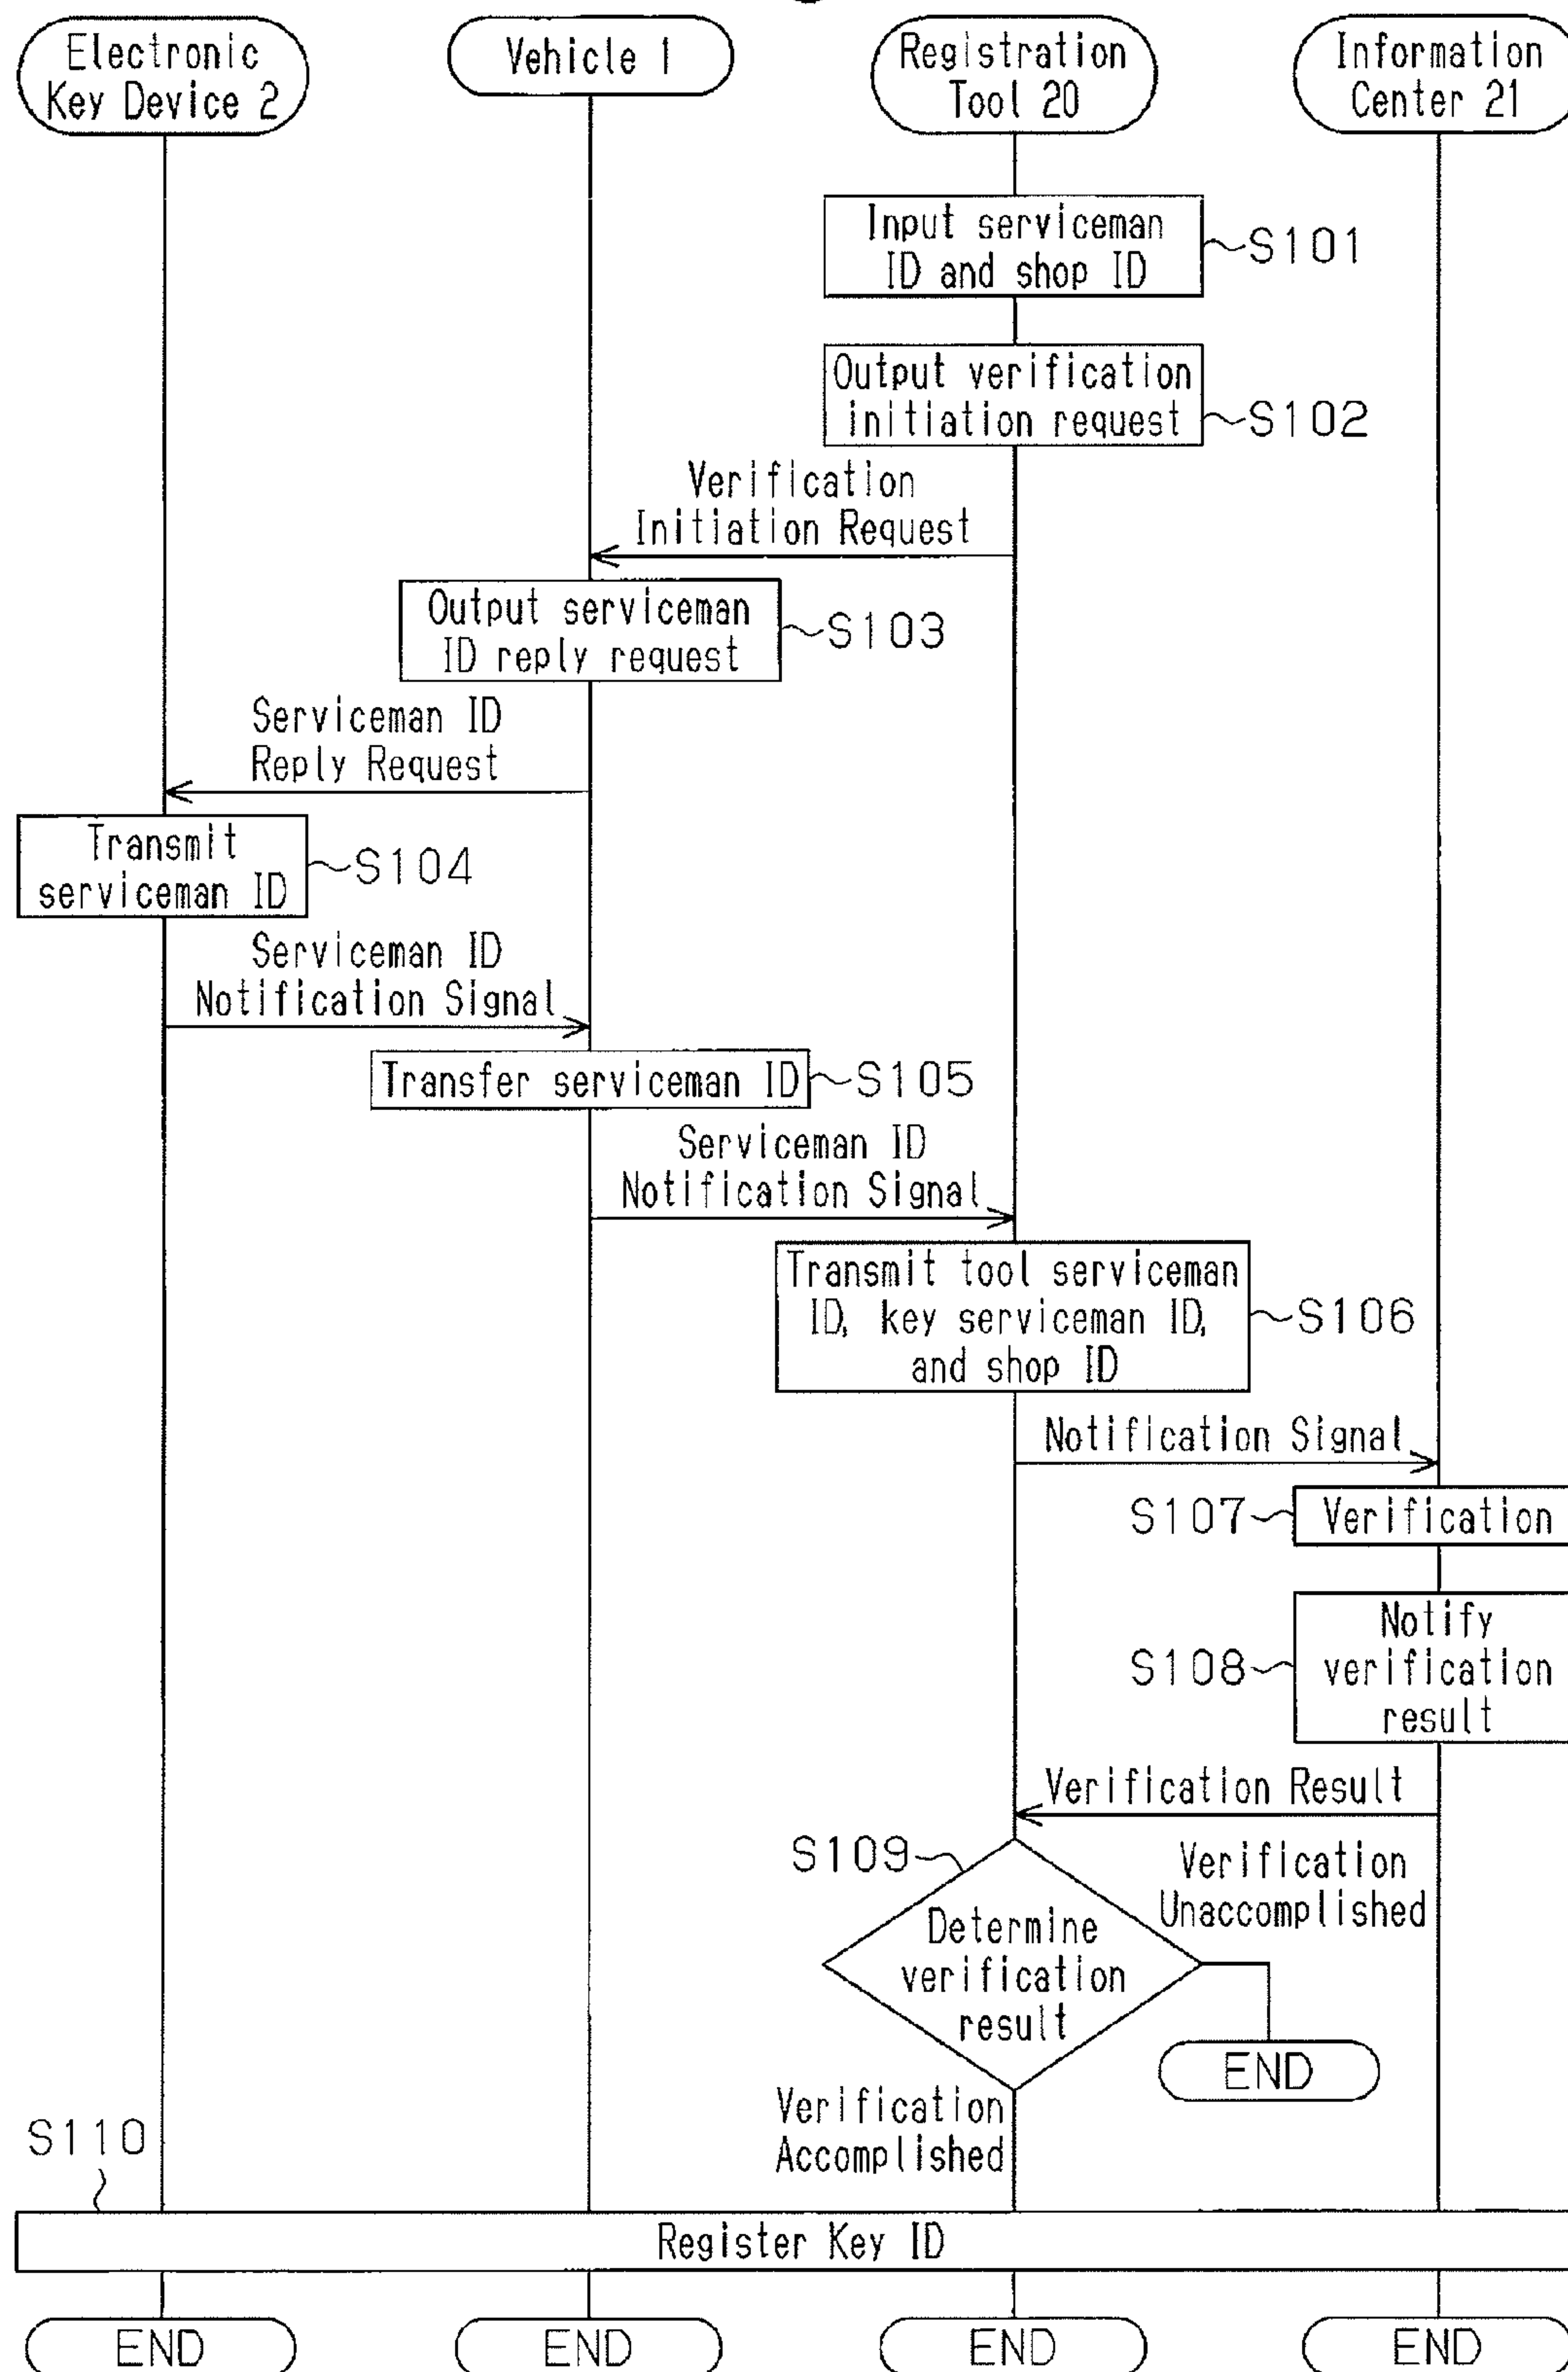 Electronic
Key Device 2
Vehicle 1
Registration
Tool 20
Information
Center 21
Input serviceman
ID and shop ID
S101
Output verification
initiation request
S102
Verification
Initiation Request
Output serviceman
ID reply request
S103
Serviceman ID
Reply Request
Transmit
serviceman ID
S104
Serviceman ID
Notification Signal
Transfer serviceman ID
S105
Serviceman ID
Notification Signal
Transmit tool serviceman
ID, key serviceman ID,
and shop ID
S106
Notification Signal
S107
Verification
S108
Notify
verification
result
Verification Result
S109
Verification
Unaccomplished
Determine
verification
result
END
Verification
Accomplished
S110
Register Key ID
END
END
END
END